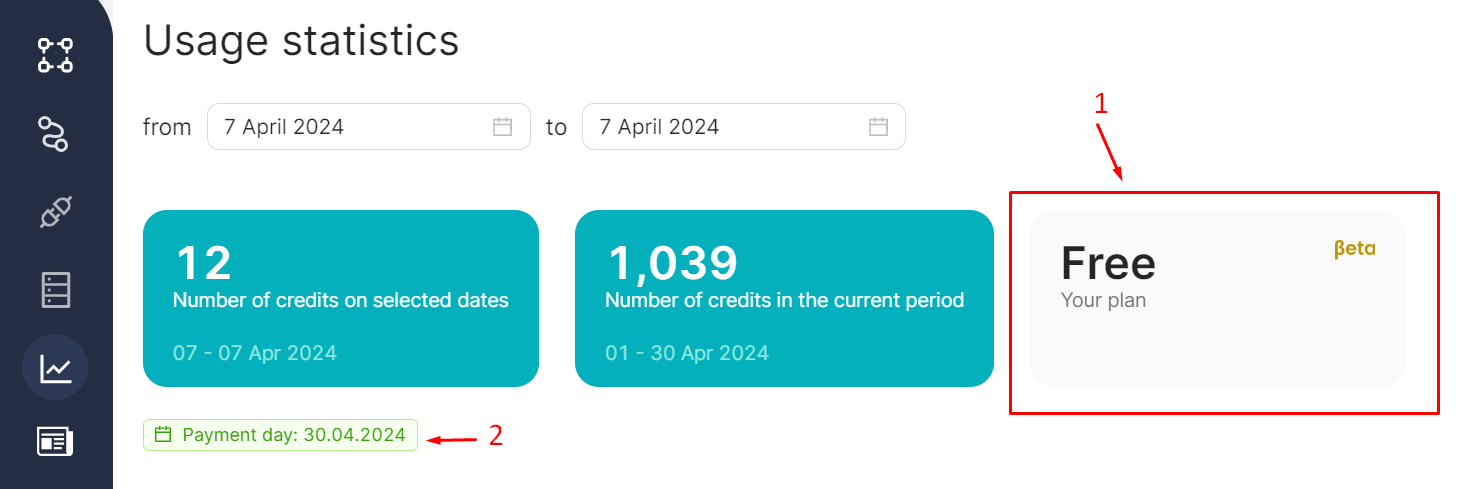 Usage statistics
from 7 April 2024 to 7 April 2024
1
12
Number of credits on selected dates
07 - 07 Apr 2024
1,039
Number of credits in the current period
01 - 30 Apr 2024
Free
βeta
Your plan
Payment day: 30.04.2024
2